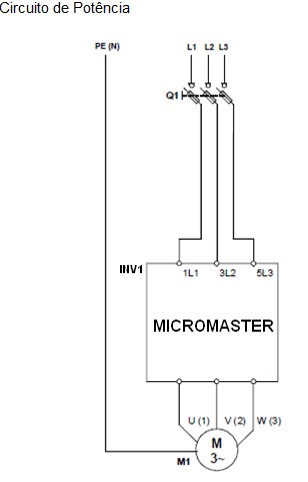 Circuito de Potência
PE (N) L1 L2 L3
Q1
INV1
1L1 3L2 5L3
MICROMASTER
U (1) V (2) W (3)
M
3~
M1